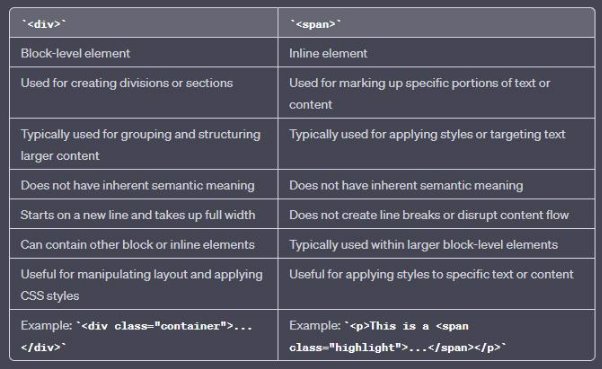 `<div>`
`<span>`
Block-level element
Inline element
Used for creating divisions or sections
Used for marking up specific portions of text or
content
Typically used for grouping and structuring
larger content
Typically used for applying styles or targeting text
Does not have inherent semantic meaning
Does not have inherent semantic meaning
Starts on a new line and takes up full width
Does not create line breaks or disrupt content flow
Can contain other block or inline elements
Typically used within larger block-level elements
Useful for manipulating layout and applying
CSS styles
Useful for applying styles to specific text or content
Example: `<div class="container">...
</div>`
Example: `<p>This is a <span
class="highlight">...</span></p>`